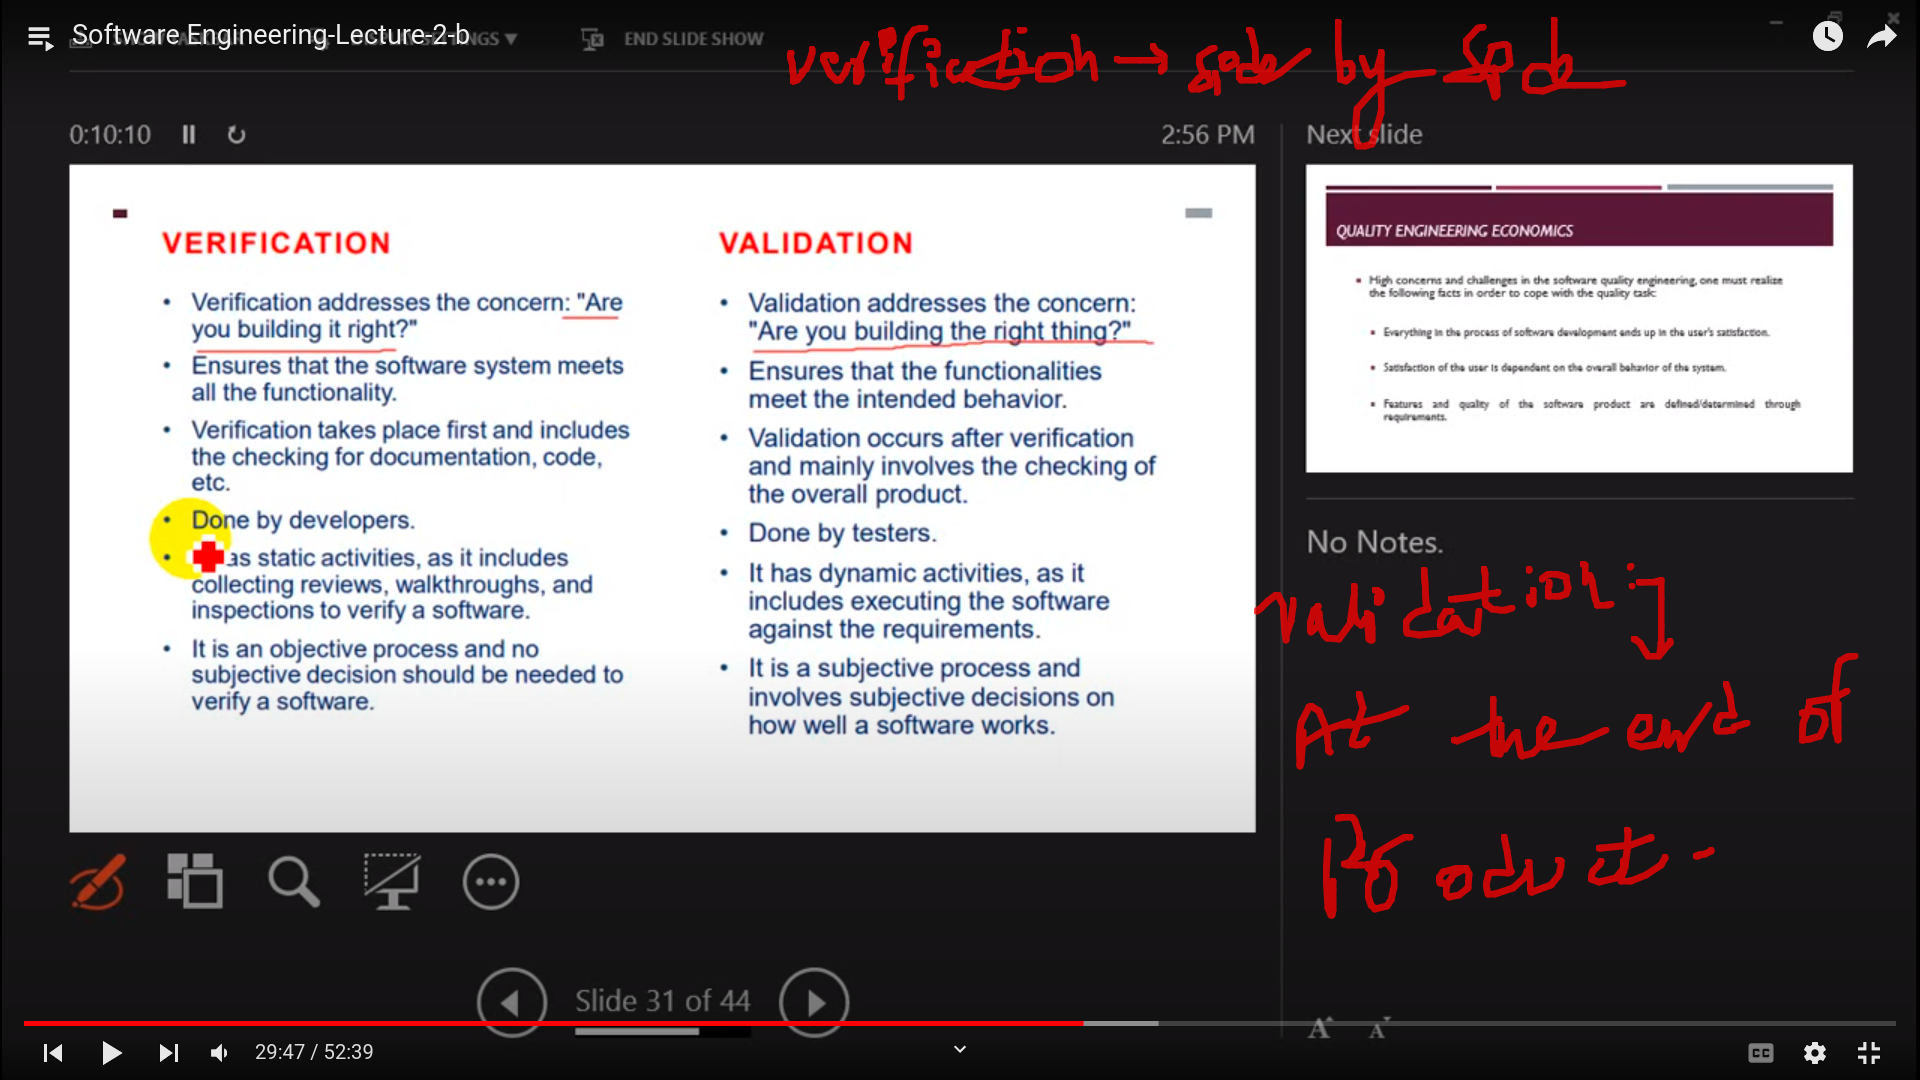 Software Engineering-Lecture-2-b
END SLIDE SHOW
verification → side by side
0:10:10
2:56 PM
Next slide
VERIFICATION
• Verification addresses the concern: "Are
you building it right?"
• Ensures that the software system meets
all the functionality.
• Verification takes place first and includes
the checking for documentation, code,
etc.
• Done by developers.
• as static activities, as it includes
collecting reviews, walkthroughs, and
inspections to verify a software.
• It is an objective process and no
subjective decision should be needed to
verify a software.
VALIDATION
• Validation addresses the concern:
"Are you building the right thing?"
• Ensures that the functionalities
meet the intended behavior.
• Validation occurs after verification
and mainly involves the checking of
the overall product.
• Done by testers.
• It has dynamic activities, as it
includes executing the software
against the requirements.
• It is a subjective process and
involves subjective decisions on
how well a software works.
QUALITY ENGINEERING ECONOMICS
High concerns and challenges in the software quality engineering, one must realize
the following facts in order to cope with the quality task:
Everything in the process of software development ends up in the user's satisfaction.
Satisfaction of the user is dependent on the overall behavior of the system.
Features and quality of the software product are defined/determined through
requirements.
No Notes.
validation :
At the end of
Product .
Slide 31 of 44
A A
29:47 / 52:39
CC